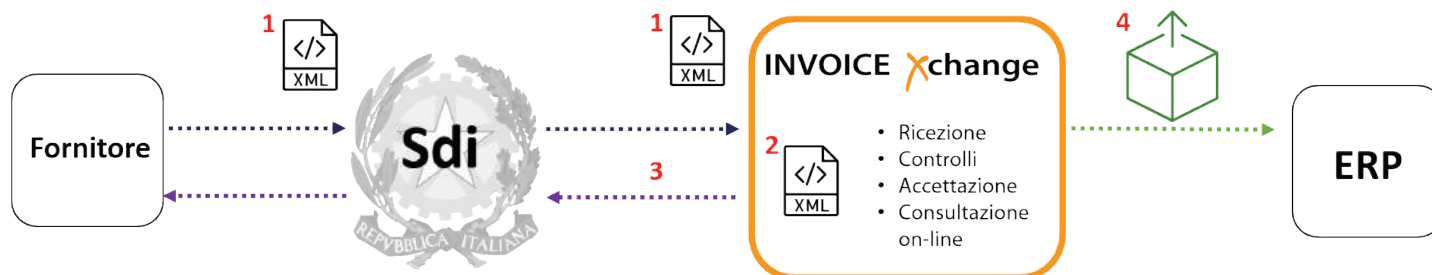 1
</>
XML
Fornitore
Sdi
REPVBBLICA ITALIANA
3
1
</>
XML
INVOICE Xchange
2
</>
XML
• Ricezione
• Controlli
• Accettazione
• Consultazione
on-line
4
ERP